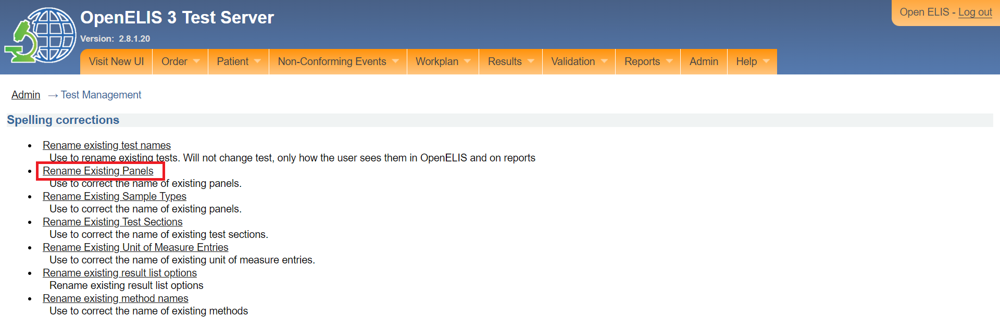 OpenELIS 3 Test Server
Open ELIS - Log out
Version: 2.8.1.20
Visit New UI Order Patient Non-Conforming Events Workplan Results Validation Reports Admin Help
Admin → Test Management
Spelling corrections
• Rename existing test names
Use to rename existing tests. Will not change test, only how the user sees them in OpenELIS and on reports
• Rename Existing Panels
Use to correct the name of existing panels.
• Rename Existing Sample Types
Use to correct the name of existing panels.
• Rename Existing Test Sections
Use to correct the name of existing test sections.
• Rename Existing Unit of Measure Entries
Use to correct the name of existing unit of measure entries.
• Rename existing result list options
Rename existing result list options
• Rename existing method names
Use to correct the name of existing methods